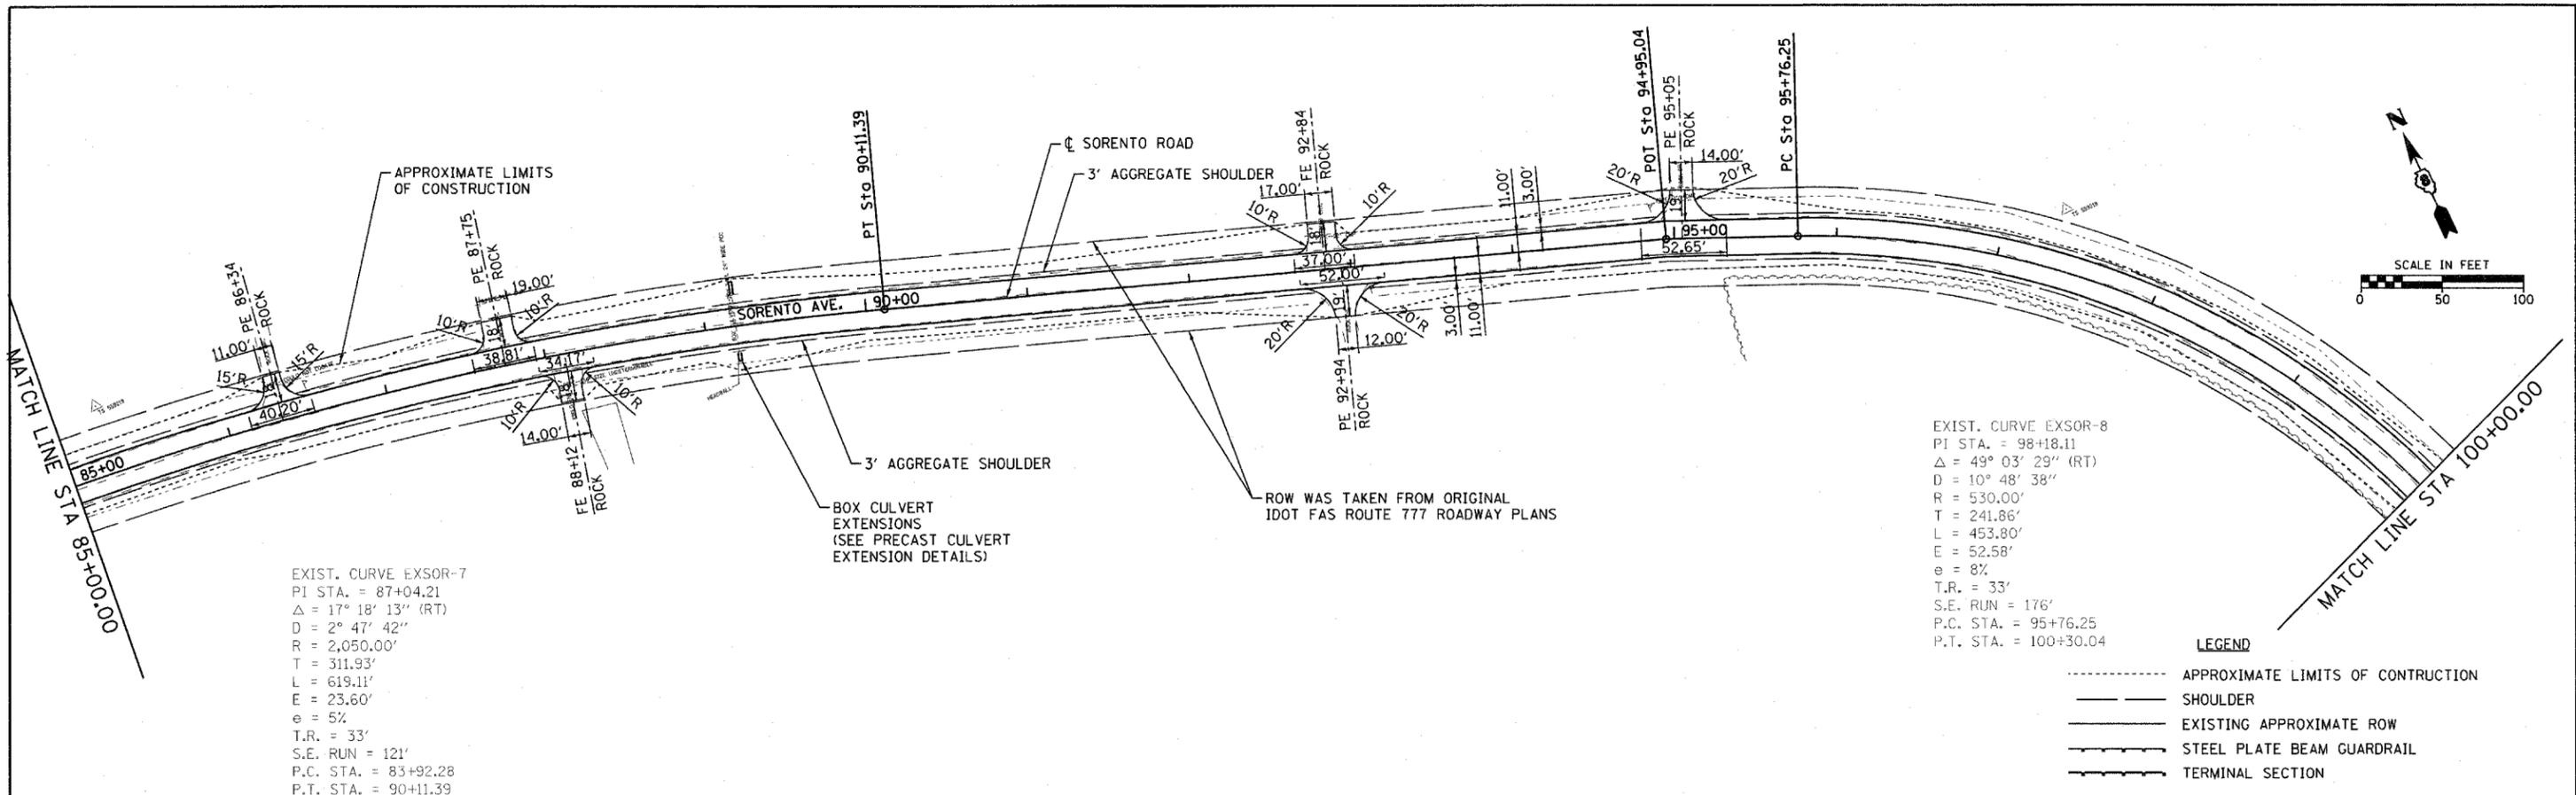 MATCH LINE STA 85+00.00
85+00
TS 50@19
11.00'
PE 86+34
ROCK
15'R
15'R
18'
40.20'
APPROXIMATE LIMITS
OF CONSTRUCTION
PE 87+75
ROCK
19.00'
10'R
10'R
18'
38.81'
34.17'
18'
10'R
10'R
14.00'
FE 88+12
ROCK
HEADWALL
SORENTO AVE.
90+00
PT Sta 90+11.39
℄ SORENTO ROAD
3' AGGREGATE SHOULDER
3' AGGREGATE SHOULDER
BOX CULVERT
EXTENSIONS
(SEE PRECAST CULVERT
EXTENSION DETAILS)
FE 92+84
ROCK
17.00'
10'R
10'R
18'
37.00'
52.00'
19'
20'R
20'R
12.00'
PE 92+94
ROCK
ROW WAS TAKEN FROM ORIGINAL
IDOT FAS ROUTE 777 ROADWAY PLANS
11.00'
3.00'
3.00'
11.00'
POT Sta 94+95.04
PE 95+05
ROCK
14.00'
20'R
20'R
95+00
52.65'
PC Sta 95+76.25
N
SCALE IN FEET
0 50 100
MATCH LINE STA 100+00.00
EXIST. CURVE EXSOR-7
PI STA. = 87+04.21
Δ = 17° 18' 13" (RT)
D = 2° 47' 42"
R = 2,050.00'
T = 311.93'
L = 619.11'
E = 23.60'
e = 5%
T.R. = 33'
S.E. RUN = 121'
P.C. STA. = 83+92.28
P.T. STA. = 90+11.39
EXIST. CURVE EXSOR-8
PI STA. = 98+18.11
Δ = 49° 03' 29" (RT)
D = 10° 48' 38"
R = 530.00'
T = 241.86'
L = 453.80'
E = 52.58'
e = 8%
T.R. = 33'
S.E. RUN = 176'
P.C. STA. = 95+76.25
P.T. STA. = 100+30.04
LEGEND
APPROXIMATE LIMITS OF CONTRUCTION
SHOULDER
EXISTING APPROXIMATE ROW
STEEL PLATE BEAM GUARDRAIL
TERMINAL SECTION